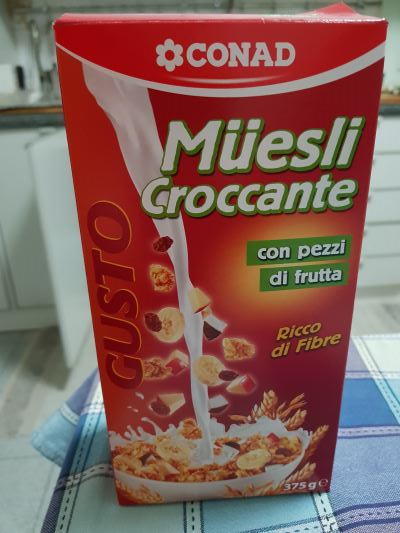 CONAD
Müesli
Croccante
con pezzi
di frutta
GUSTO
Ricco
di Fibre
375g e